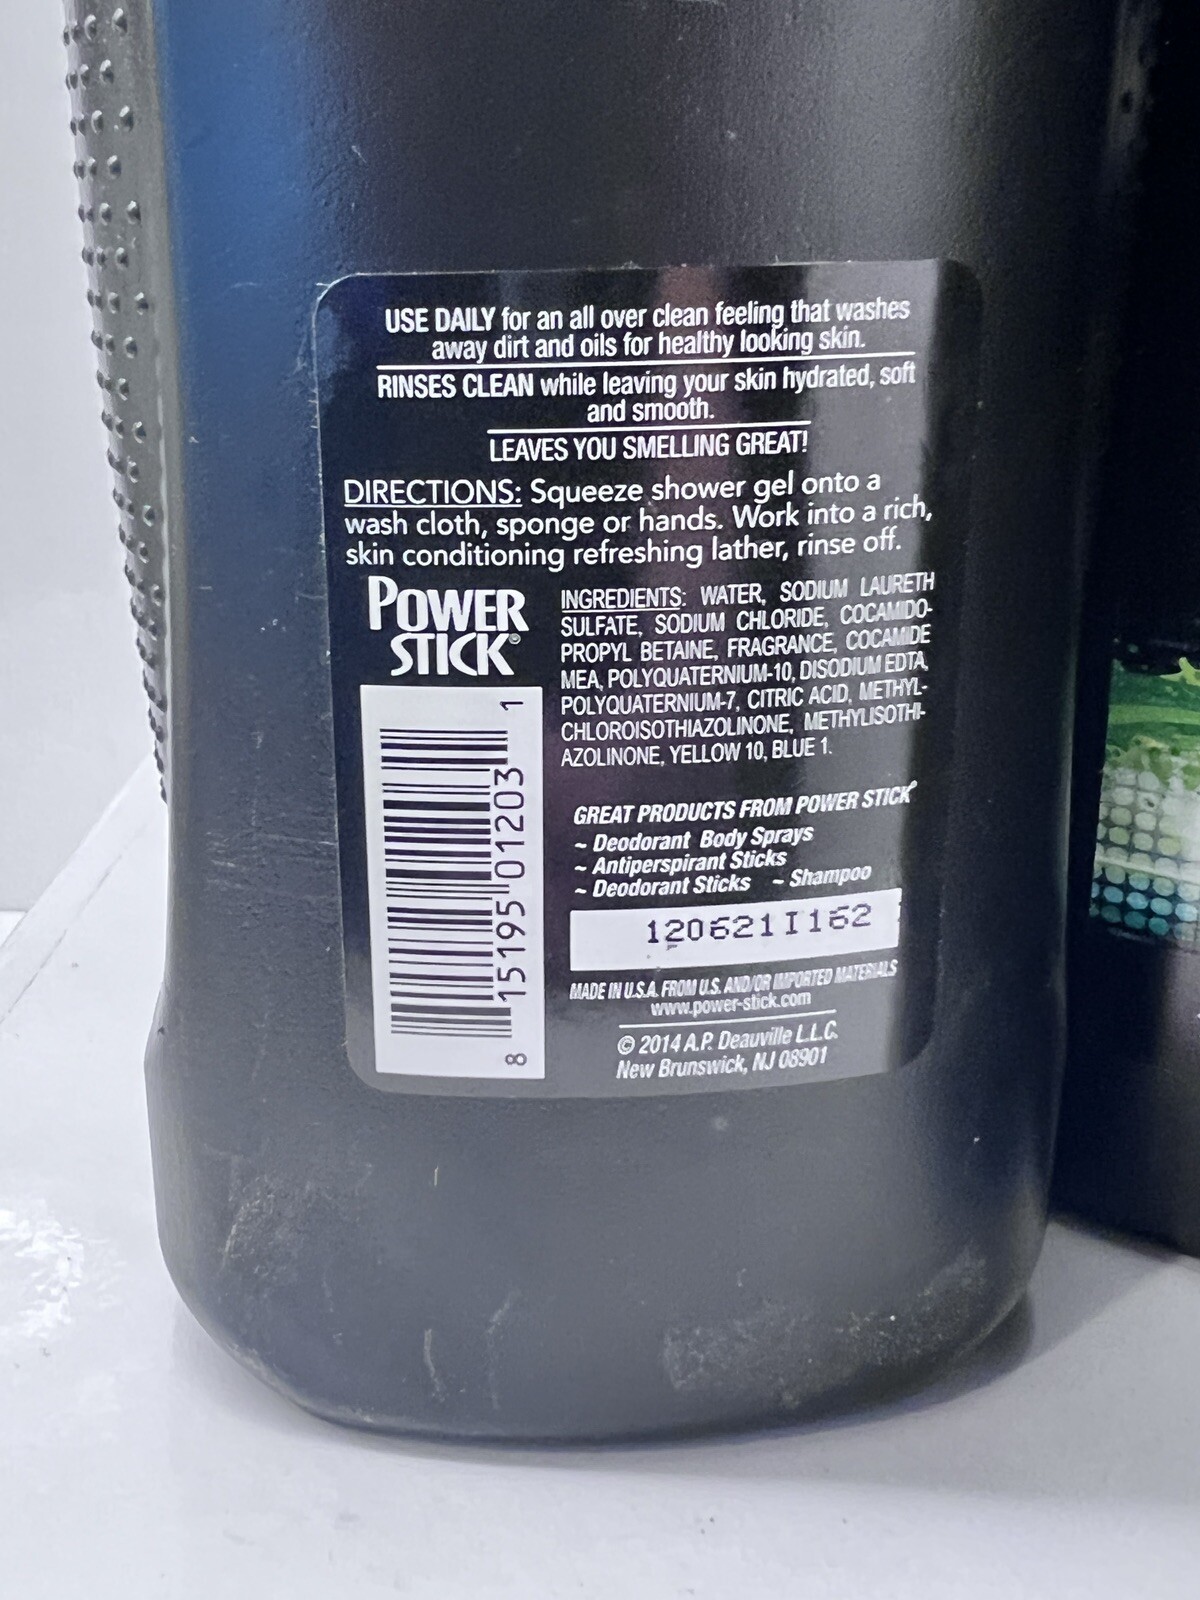 USE DAILY for an all over clean feeling that washes
away dirt and oils for healthy looking skin.
RINSES CLEAN while leaving your skin hydrated, soft
and smooth.
LEAVES YOU SMELLING GREAT!
DIRECTIONS: Squeeze shower gel onto a
wash cloth, sponge or hands. Work into a rich,
skin conditioning refreshing lather, rinse off.
POWER
STICK®
INGREDIENTS: WATER, SODIUM LAURETH
SULFATE, SODIUM CHLORIDE, COCAMIDO-
PROPYL BETAINE, FRAGRANCE, COCAMIDE
MEA, POLYQUATERNIUM-10, DISODIUM EDTA,
POLYQUATERNIUM-7, CITRIC ACID, METHYL-
CHLOROISOTHIAZOLINONE, METHYLISOTHI-
AZOLINONE, YELLOW 10, BLUE 1.
8 15195 01203 1
GREAT PRODUCTS FROM POWER STICK®
~ Deodorant Body Sprays
~ Antiperspirant Sticks
~ Deodorant Sticks ~ Shampoo
120621I162
MADE IN U.S.A. FROM U.S. AND/OR IMPORTED MATERIALS
www.power-stick.com
© 2014 A.P. Deauville L.L.C.
New Brunswick, NJ 08901